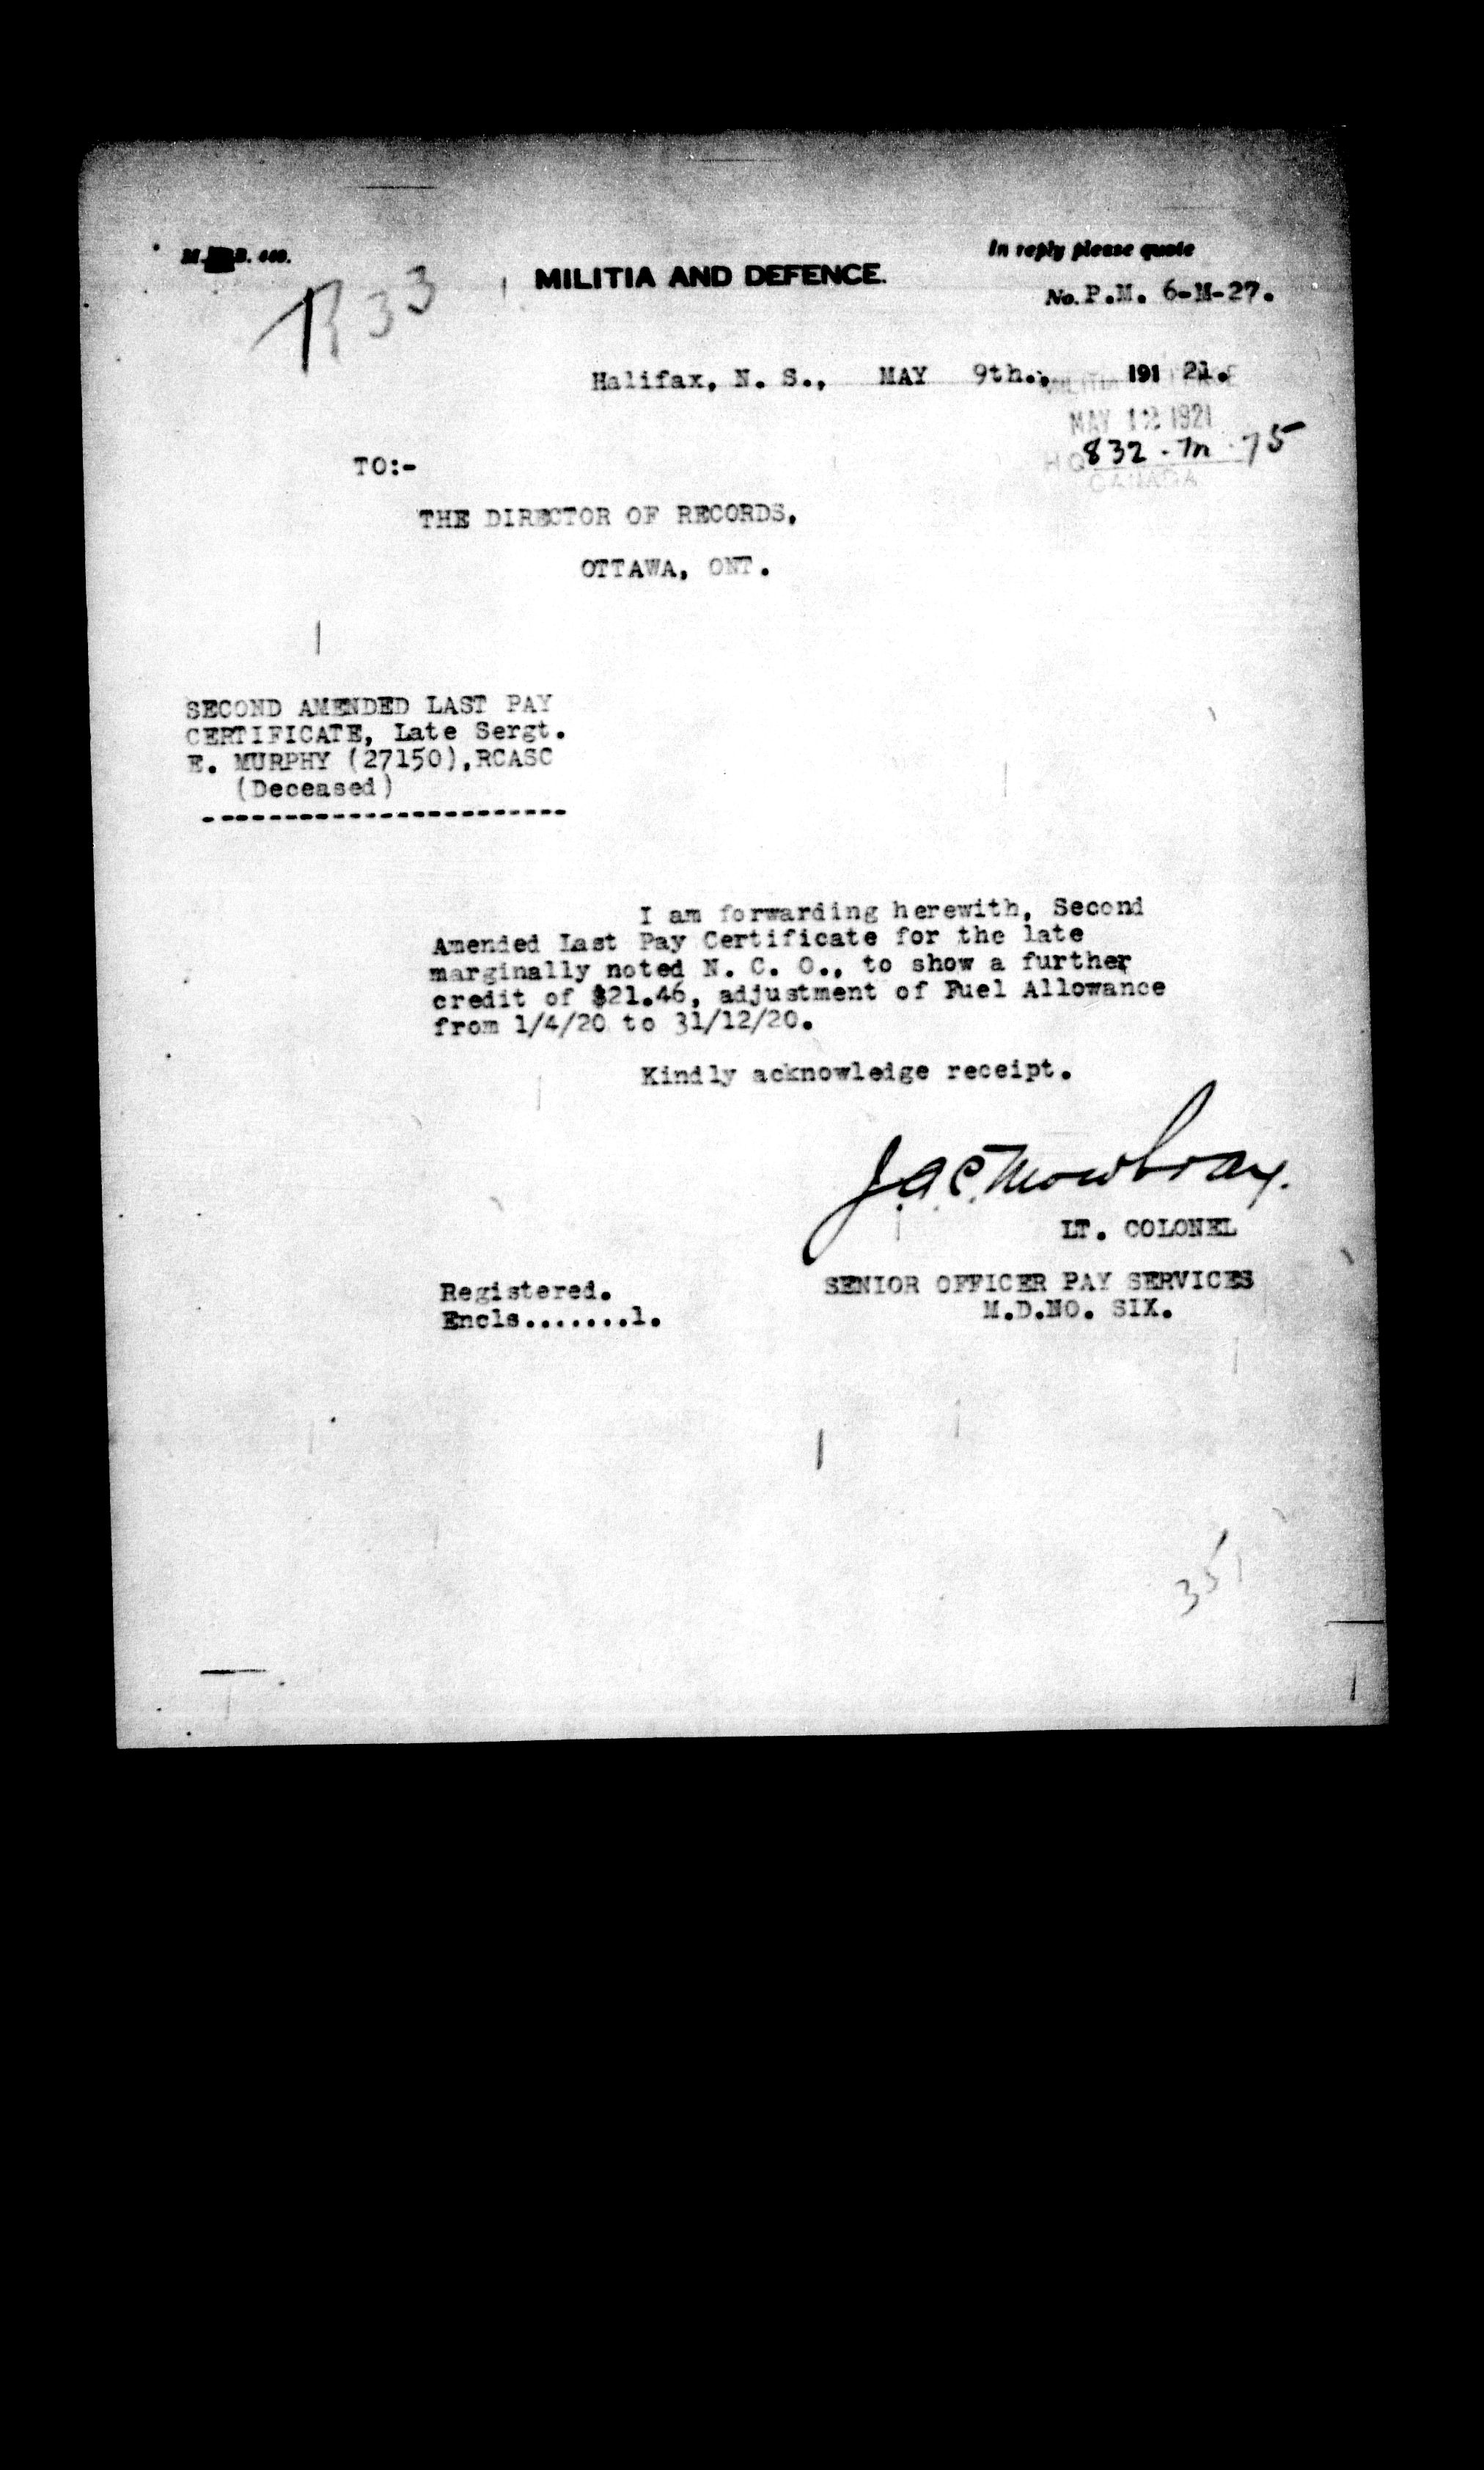 In reply please quote
MILITIA AND DEFENCE.
No. P.M. 6-M-27.
R 33
Halifax, N. S., MAY 9th., 191 21.
MAY 12 1921
TO:-
HQ 832 - M - 75
CANADA
THE DIRECTOR OF RECORDS,
OTTAWA, ONT.
SECOND AMENDED LAST PAY
CERTIFICATE, Late Sergt.
E. MURPHY (27150),RCASC
(Deceased)
-----------------------
I am forwarding herewith, Second
Amended Last Pay Certificate for the late
marginally noted N. C. O., to show a further
credit of $21.46, adjustment of Fuel Allowance
from 1/4/20 to 31/12/20.
Kindly acknowledge receipt.
J.A.C. Mowbray.
LT. COLONEL
Registered.
SENIOR OFFICER PAY SERVICES
Encls.......1.
M.D.NO. SIX.
351